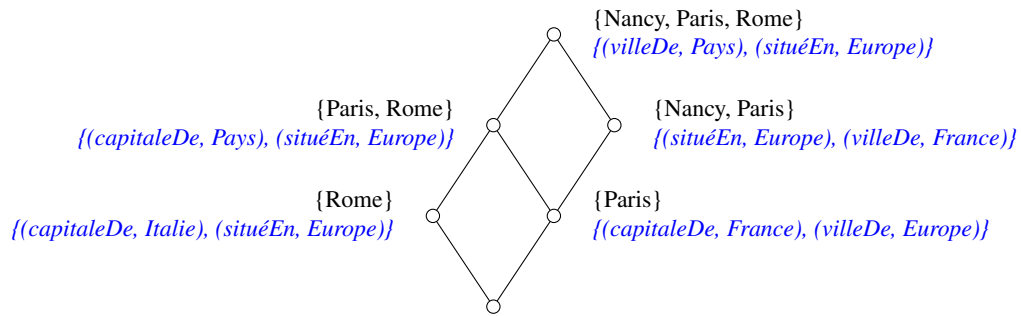 {Nancy, Paris, Rome}
{(villeDe, Pays), (situéEn, Europe)}
{Paris, Rome}
{(capitaleDe, Pays), (situéEn, Europe)}
{Nancy, Paris}
{(situéEn, Europe), (villeDe, France)}
{Rome}
{(capitaleDe, Italie), (situéEn, Europe)}
{Paris}
{(capitaleDe, France), (villeDe, Europe)}